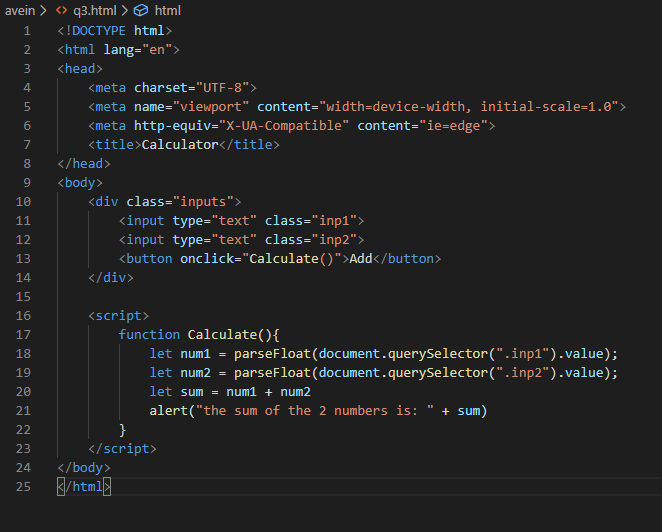 avein > <> q3.html > html
1 <!DOCTYPE html>
2 <html lang="en">
3 <head>
4 <meta charset="UTF-8">
5 <meta name="viewport" content="width=device-width, initial-scale=1.0">
6 <meta http-equiv="X-UA-Compatible" content="ie=edge">
7 <title>Calculator</title>
8 </head>
9 <body>
10 <div class="inputs">
11 <input type="text" class="inp1">
12 <input type="text" class="inp2">
13 <button onclick="Calculate()">Add</button>
14 </div>
15
16 <script>
17 function Calculate(){
18 let num1 = parseFloat(document.querySelector(".inp1").value);
19 let num2 = parseFloat(document.querySelector(".inp2").value);
20 let sum = num1 + num2
21 alert("the sum of the 2 numbers is: " + sum)
22 }
23 </script>
24 </body>
25 </html>